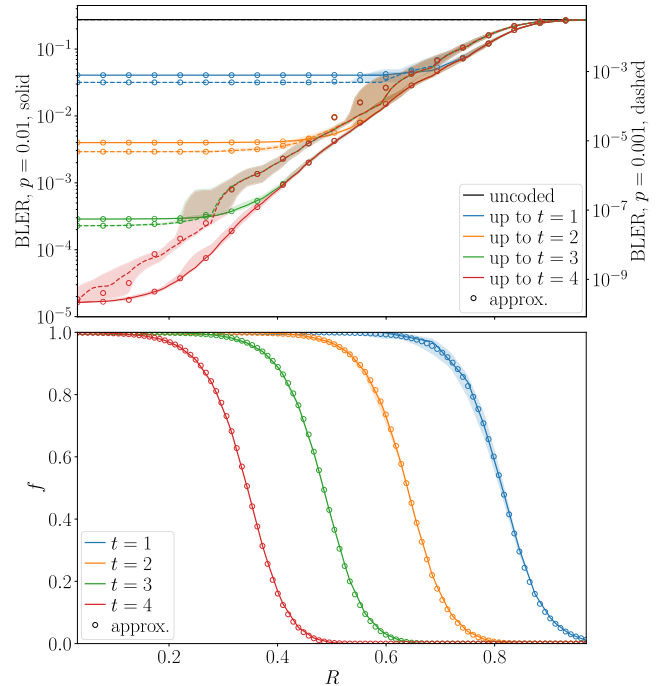 10⁻¹
10⁻²
10⁻³
10⁻⁴
10⁻⁵
BLER, p = 0.01, solid
10⁻³
10⁻⁵
10⁻⁷
10⁻⁹
BLER, p = 0.001, dashed
uncoded
up to t = 1
up to t = 2
up to t = 3
up to t = 4
approx.
1.0
0.8
0.6
0.4
0.2
0.0
f
t = 1
t = 2
t = 3
t = 4
approx.
0.2 0.4 0.6 0.8
R